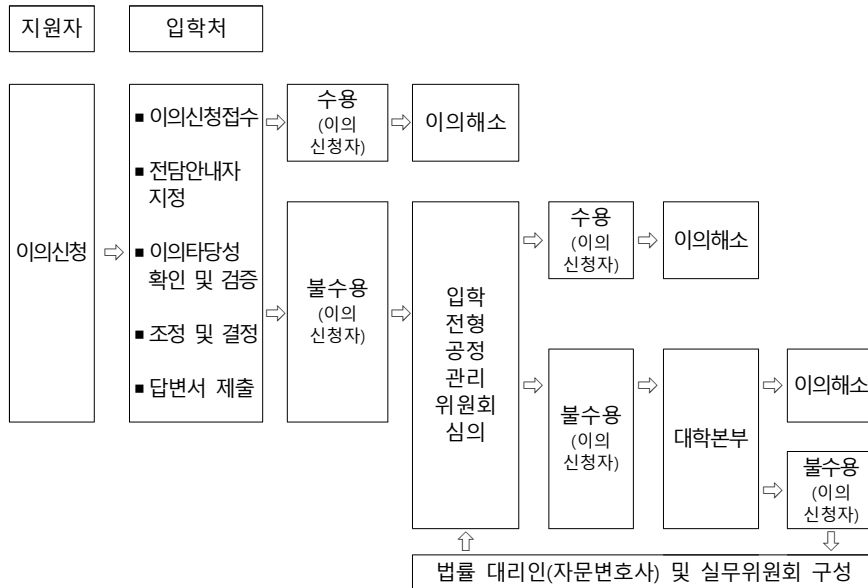 지원자
입학처
이의신청
■ 이의신청접수
■ 전담안내자
지정
■ 이의타당성
확인 및 검증
■ 조정 및 결정
■ 답변서 제출
수용
(이의
신청자)
이의해소
불수용
(이의
신청자)
입학
전형
공정
관리
위원회
심의
수용
(이의
신청자)
이의해소
불수용
(이의
신청자)
대학본부
이의해소
불수용
(이의
신청자)
법률 대리인(자문변호사) 및 실무위원회 구성